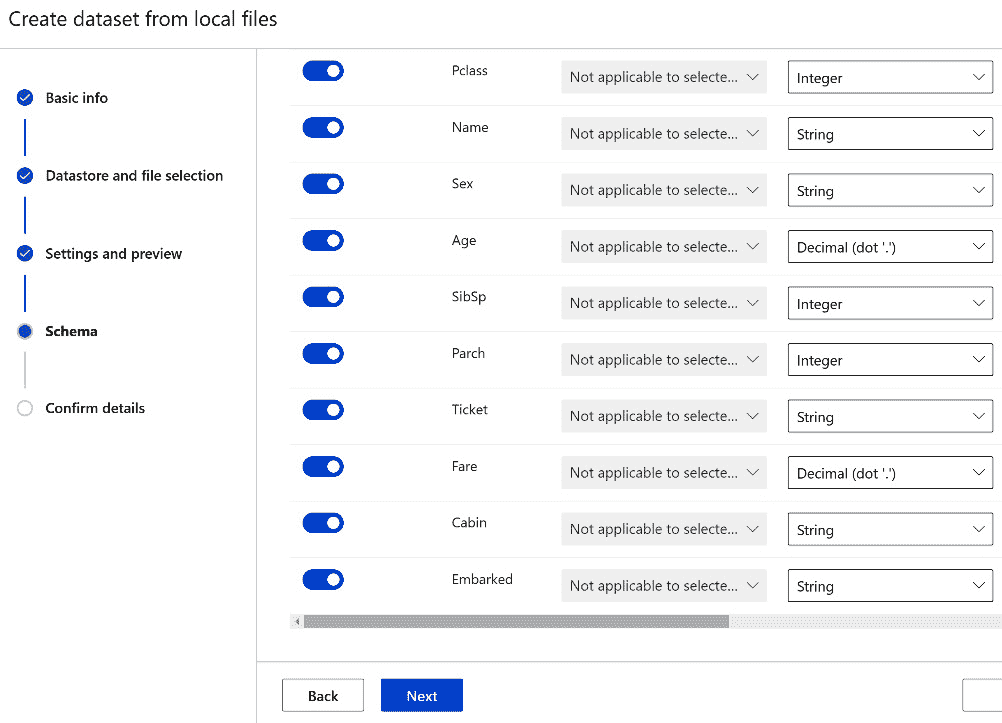 Create dataset from local files
Basic info
Datastore and file selection
Settings and preview
Schema
Confirm details
Pclass Not applicable to selecte... Integer
Name Not applicable to selecte... String
Sex Not applicable to selecte... String
Age Not applicable to selecte... Decimal (dot '.')
SibSp Not applicable to selecte... Integer
Parch Not applicable to selecte... Integer
Ticket Not applicable to selecte... String
Fare Not applicable to selecte... Decimal (dot '.')
Cabin Not applicable to selecte... String
Embarked Not applicable to selecte... String
Back Next